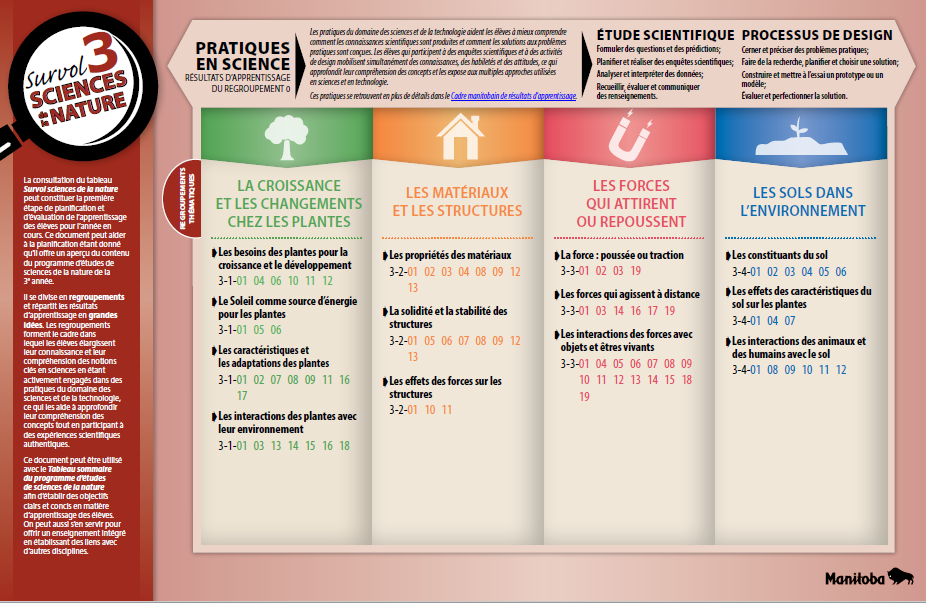 survol 3
SCIENCES
de la
NATURE
La consultation du tableau
Survol sciences de la nature
peut constituer la première
étape de planification et
d'évaluation de l'apprentissage
des élèves pour l'année en
cours. Ce document peut aider
à la planification étant donné
qu'il offre un aperçu du contenu
du programme d'études de
sciences de la nature de la
3e année.
Il se divise en regroupements
et répartit les résultats
d'apprentissage en grandes
idées. Les regroupements
forment le cadre dans
lequel les élèves élargissent
leur connaissance et leur
compréhension des notions
clés en sciences en étant
activement engagés dans des
pratiques du domaine des
sciences et de la technologie,
ce qui les aide à approfondir
leur compréhension des
concepts tout en participant à
des expériences scientifiques
authentiques.
Ce document peut être utilisé
avec le Tableau sommaire
du programme d'études
de sciences de la nature
afin d'établir des objectifs
clairs et concis en matière
d'apprentissage des élèves.
On peut aussi s'en servir pour
offrir un enseignement intégré
en établissant des liens avec
d'autres disciplines.
PRATIQUES
EN SCIENCE
RÉSULTATS D'APPRENTISSAGE
DU REGROUPEMENT 0
Les pratiques du domaine des sciences et de la technologie aident les élèves à mieux comprendre
comment les connaissances scientifiques sont produites et comment les solutions aux problèmes
pratiques sont conçues. Les élèves qui participent à des enquêtes scientifiques et à des activités
de design mobilisent simultanément des connaissances, des habiletés et des attitudes, ce qui
approfondit leur compréhension des concepts et les expose aux multiples approches utilisées
en sciences et en technologie.
Ces pratiques se retrouvent en plus de détails dans le Cadre manitobain de résultats d'apprentissage.
ÉTUDE SCIENTIFIQUE
Formuler des questions et des prédictions;
Planifier et réaliser des enquêtes scientifiques;
Analyser et interpréter des données;
Recueillir, évaluer et communiquer
des renseignements.
PROCESSUS DE DESIGN
Cerner et préciser des problèmes pratiques;
Faire de la recherche, planifier et choisir une solution;
Construire et mettre à l'essai un prototype ou un
modèle;
Évaluer et perfectionner la solution.
REGROUPEMENTS
THÉMATIQUES
LA CROISSANCE
ET LES CHANGEMENTS
CHEZ LES PLANTES
Les besoins des plantes pour la
croissance et le développement
3-1-01 04 06 10 11 12
Le Soleil comme source d'énergie
pour les plantes
3-1-01 05 06
Les caractéristiques et
les adaptations des plantes
3-1-01 02 07 08 09 11 16
17
Les interactions des plantes avec
leur environnement
3-1-01 03 13 14 15 16 18
LES MATÉRIAUX
ET LES STRUCTURES
Les propriétés des matériaux
3-2-01 02 03 04 08 09 12
13
La solidité et la stabilité des
structures
3-2-01 05 06 07 08 09 12
13
Les effets des forces sur les
structures
3-2-01 10 11
LES FORCES
QUI ATTIRENT
OU REPOUSSENT
La force : poussée ou traction
3-3-01 02 03 19
Les forces qui agissent à distance
3-3-01 03 14 16 17 19
Les interactions des forces avec
objets et êtres vivants
3-3-01 04 05 06 07 08 09
10 11 12 13 14 15 18
19
LES SOLS DANS
L'ENVIRONNEMENT
Les constituants du sol
3-4-01 02 03 04 05 06
Les effets des caractéristiques du
sol sur les plantes
3-4-01 04 07
Les interactions des animaux et
des humains avec le sol
3-4-01 08 09 10 11 12
Manitoba